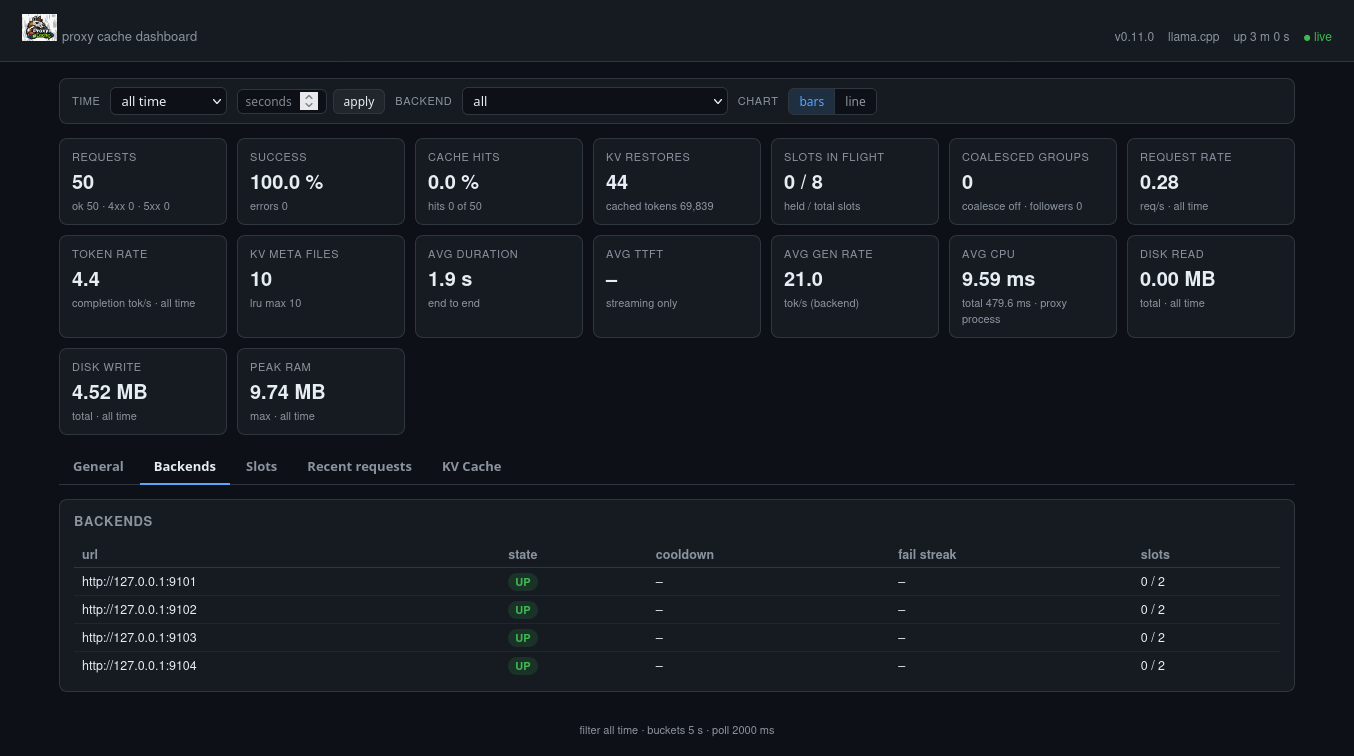 proxy cache dashboard
v0.11.0 llama.cpp up 3 m 0 s live
TIME all time seconds apply BACKEND all CHART bars line
REQUESTS
50
ok 50 · 4xx 0 · 5xx 0
SUCCESS
100.0 %
errors 0
CACHE HITS
0.0 %
hits 0 of 50
KV RESTORES
44
cached tokens 69,839
SLOTS IN FLIGHT
0 / 8
held / total slots
COALESCED GROUPS
0
coalesce off · followers 0
REQUEST RATE
0.28
req/s · all time
TOKEN RATE
4.4
completion tok/s · all time
KV META FILES
10
lru max 10
AVG DURATION
1.9 s
end to end
AVG TTFT
–
streaming only
AVG GEN RATE
21.0
tok/s (backend)
AVG CPU
9.59 ms
total 479.6 ms · proxy
process
DISK READ
0.00 MB
total · all time
DISK WRITE
4.52 MB
total · all time
PEAK RAM
9.74 MB
max · all time
General Backends Slots Recent requests KV Cache
BACKENDS
url state cooldown fail streak slots
http://127.0.0.1:9101 UP – – 0 / 2
http://127.0.0.1:9102 UP – – 0 / 2
http://127.0.0.1:9103 UP – – 0 / 2
http://127.0.0.1:9104 UP – – 0 / 2
filter all time · buckets 5 s · poll 2000 ms